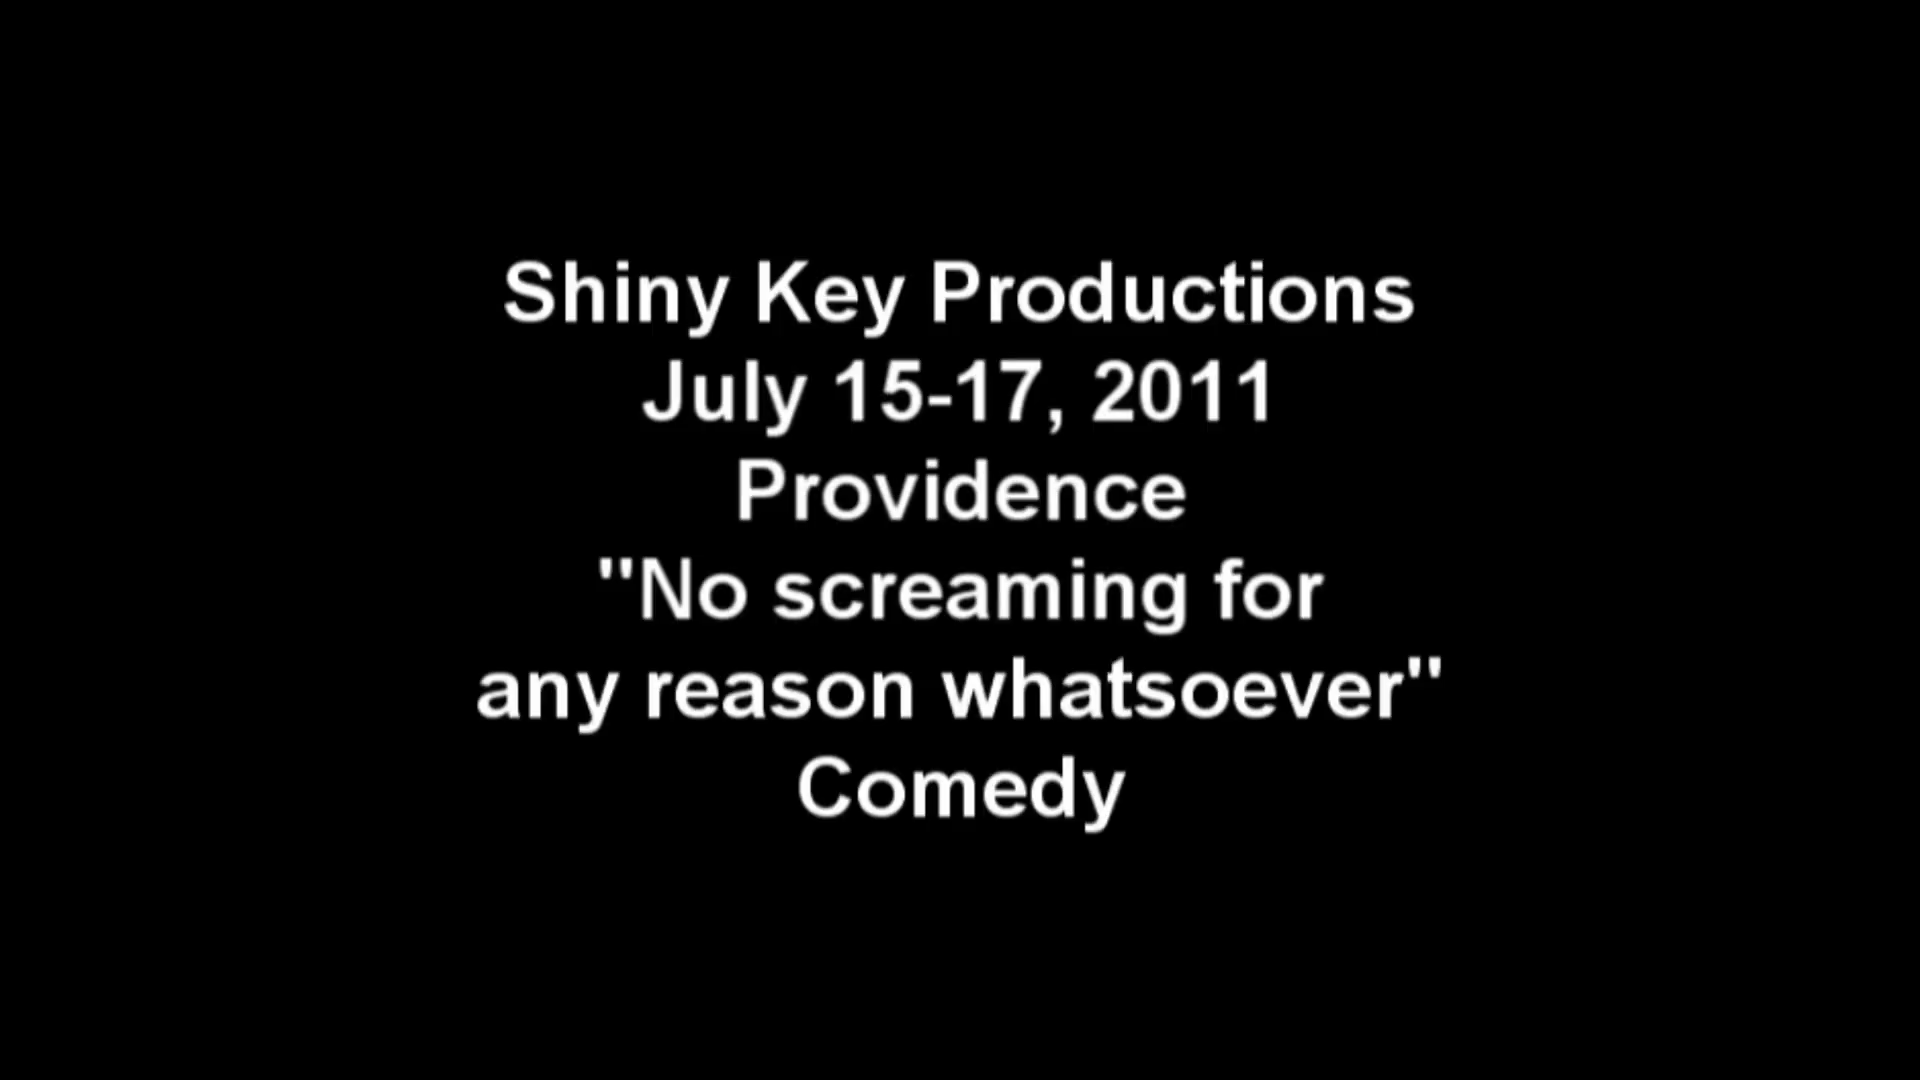 Shiny Key Productions
July 15-17, 2011
Providence
"No screaming for
any reason whatsoever"
Comedy